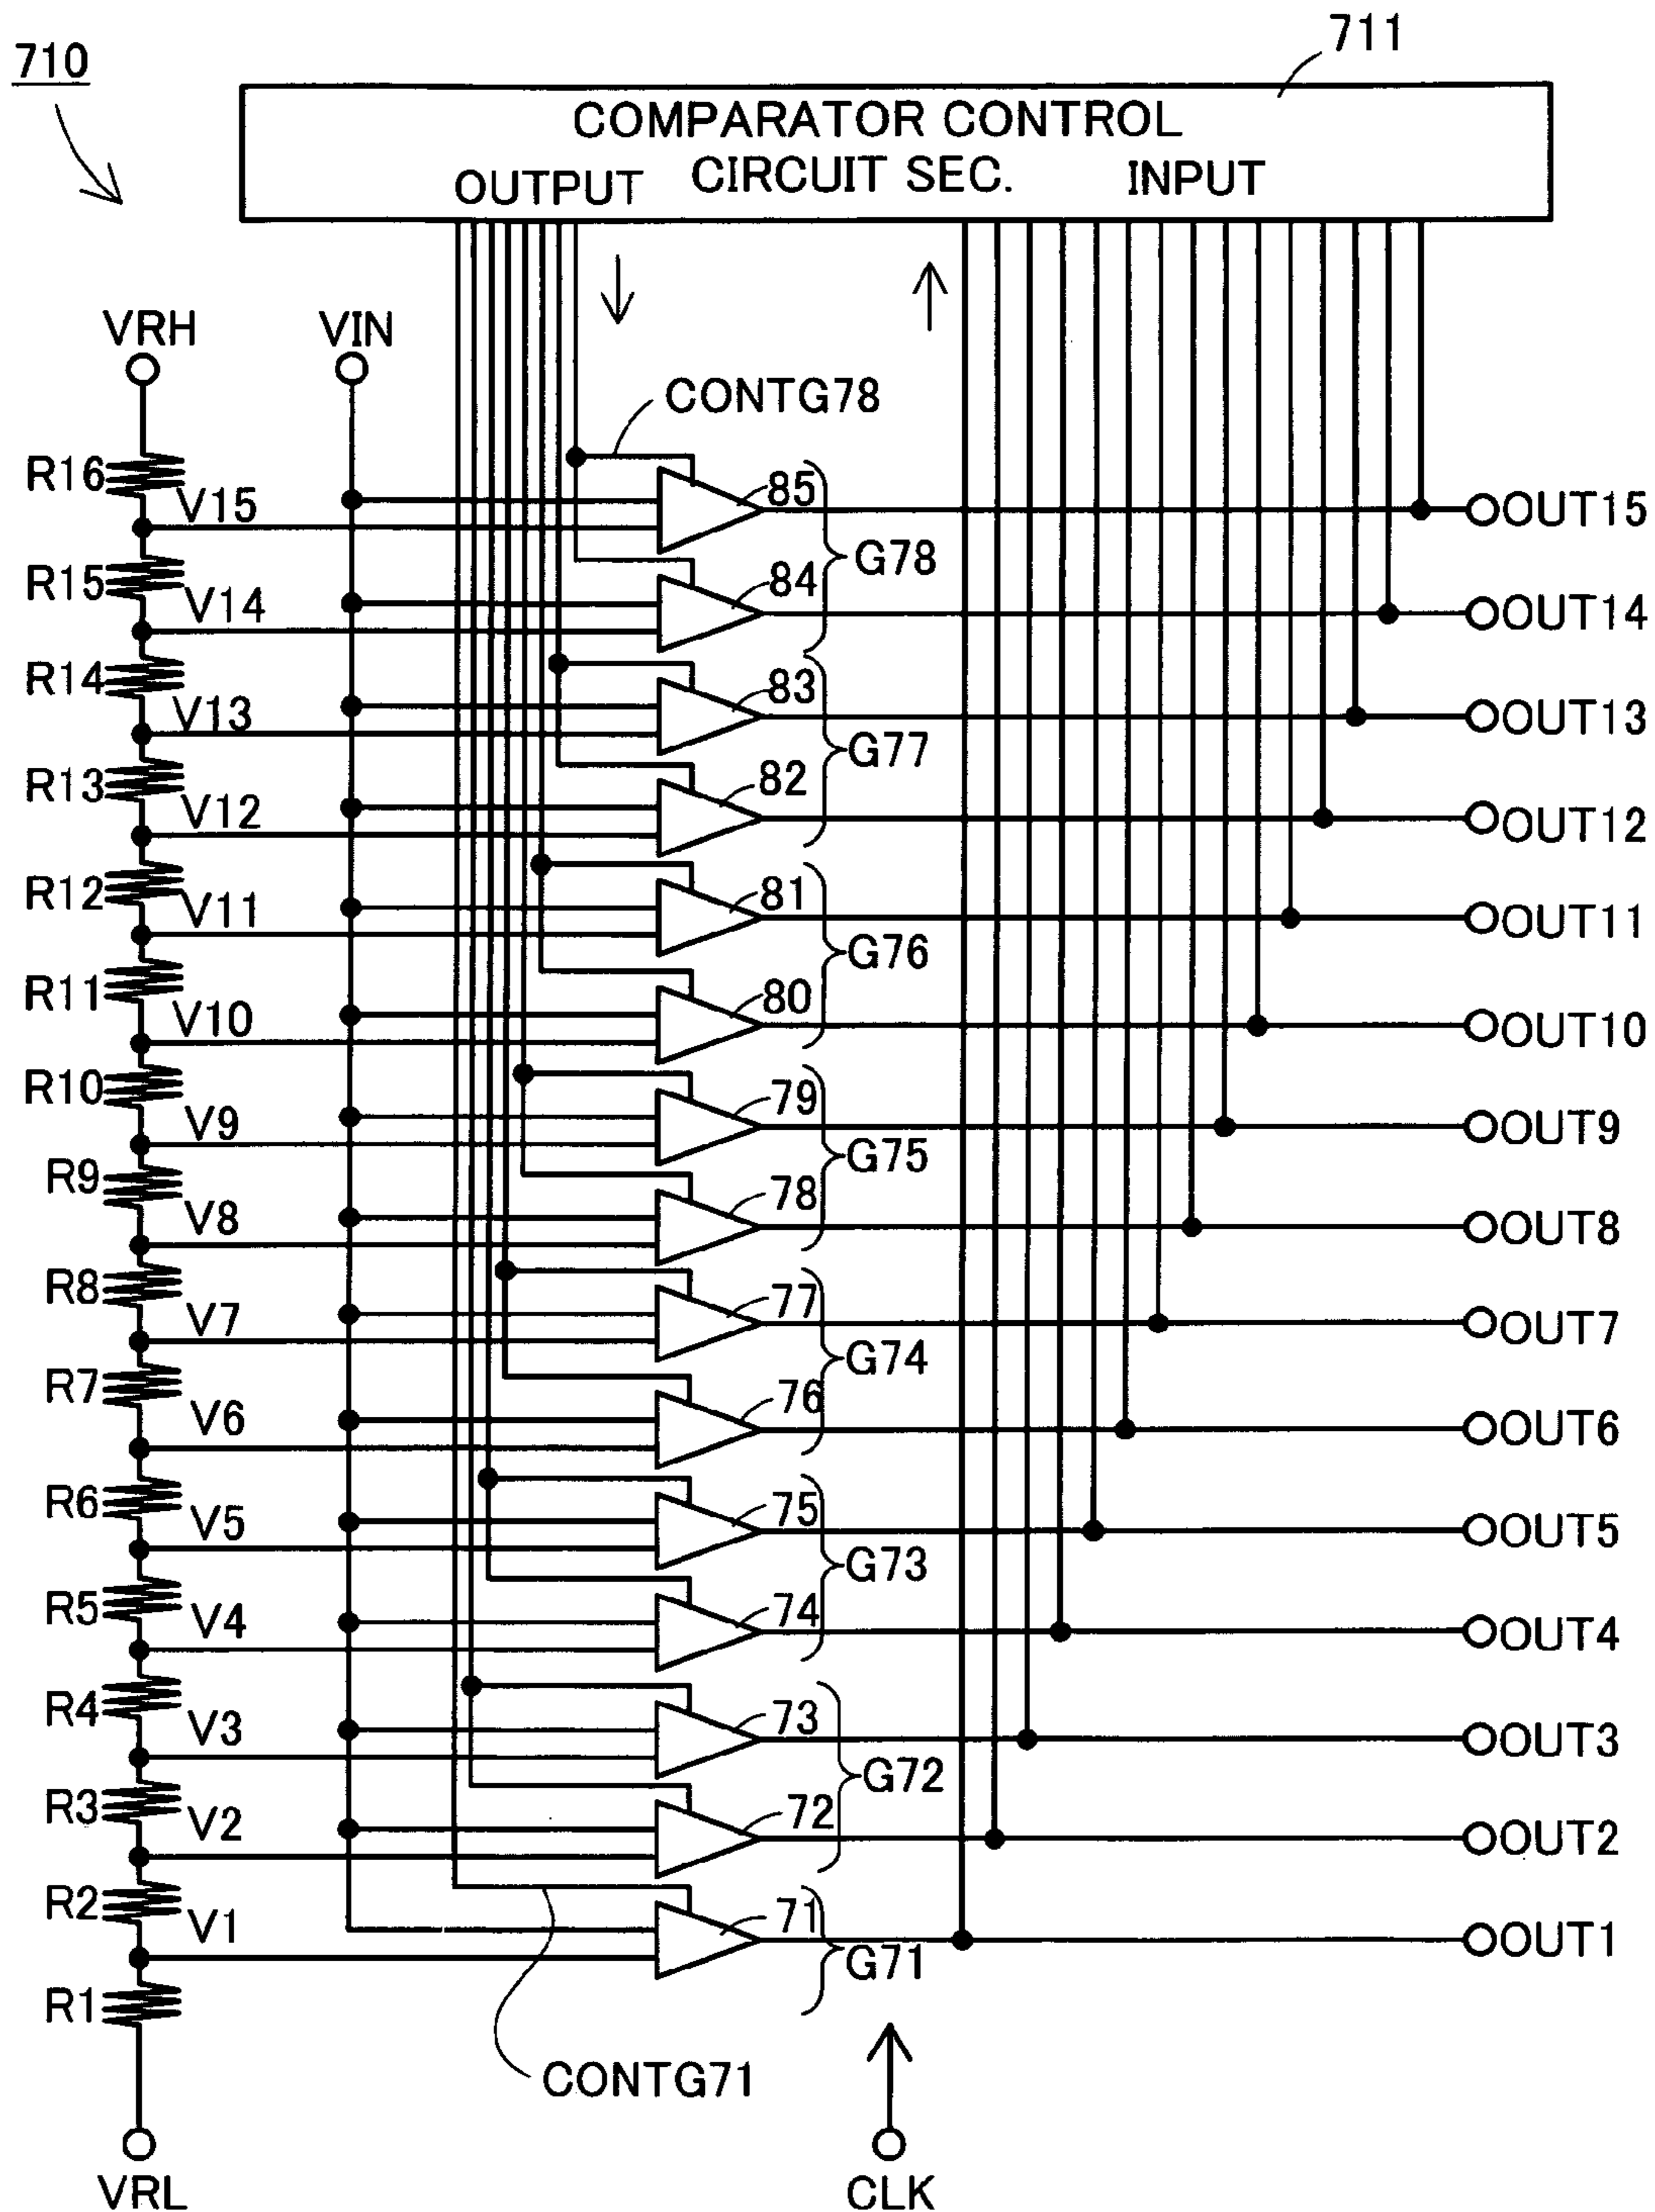 710
711
COMPARATOR CONTROL
CIRCUIT SEC.
OUTPUT
INPUT
VRH
VIN
CONTG78
R16
V15
85
OUT15
G78
R15
V14
84
OUT14
R14
V13
83
OUT13
G77
R13
V12
82
OUT12
R12
V11
81
OUT11
G76
R11
V10
80
OUT10
R10
V9
79
OUT9
G75
R9
V8
78
OUT8
R8
V7
77
OUT7
G74
R7
V6
76
OUT6
R6
V5
75
OUT5
G73
R5
V4
74
OUT4
R4
V3
73
OUT3
G72
R3
V2
72
OUT2
R2
V1
71
OUT1
G71
R1
CONTG71
VRL
CLK